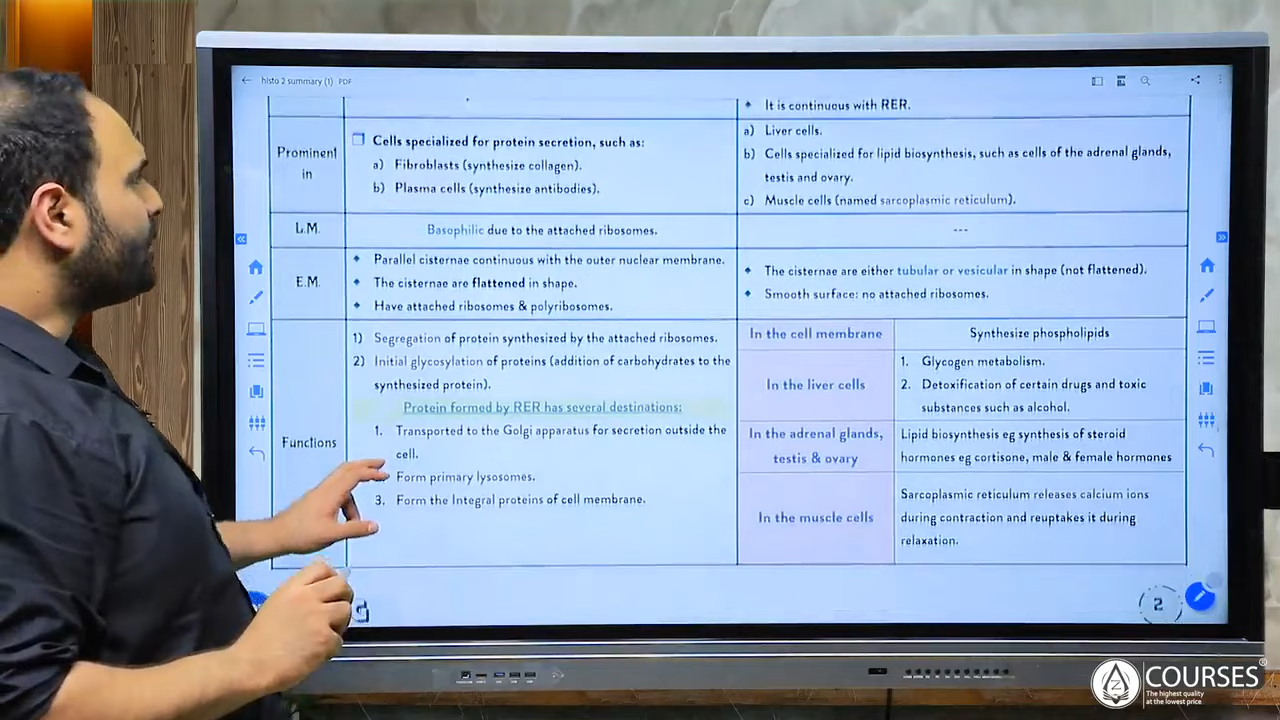 histo 2 summary (1) PDF
It is continuous with RER.
Prominent in
Cells specialized for protein secretion, such as:
a) Fibroblasts (synthesize collagen).
b) Plasma cells (synthesize antibodies).
a) Liver cells.
b) Cells specialized for lipid biosynthesis, such as cells of the adrenal glands,
testis and ovary.
c) Muscle cells (named sarcoplasmic reticulum).
L.M.
Basophilic due to the attached ribosomes.
---
E.M.
Parallel cisternae continuous with the outer nuclear membrane.
The cisternae are flattened in shape.
Have attached ribosomes & polyribosomes.
The cisternae are either tubular or vesicular in shape (not flattened).
Smooth surface: no attached ribosomes.
Functions
1) Segregation of protein synthesized by the attached ribosomes.
2) Initial glycosylation of proteins (addition of carbohydrates to the
synthesized protein).
Protein formed by RER has several destinations:
1. Transported to the Golgi apparatus for secretion outside the
cell.
Form primary lysosomes.
3. Form the Integral proteins of cell membrane.
In the cell membrane
Synthesize phospholipids
In the liver cells
1. Glycogen metabolism.
2. Detoxification of certain drugs and toxic
substances such as alcohol.
In the adrenal glands,
testis & ovary
Lipid biosynthesis eg synthesis of steroid
hormones eg cortisone, male & female hormones
In the muscle cells
Sarcoplasmic reticulum releases calcium ions
during contraction and reuptakes it during
relaxation.
2
COURSES®
The highest quality
at the lowest price